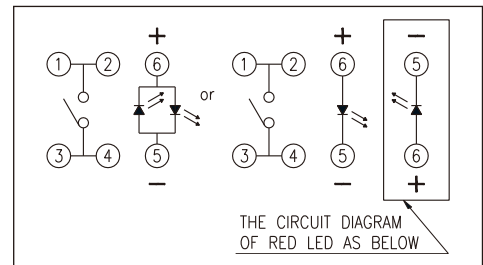 + + −
1 2 6 1 2 6 5
or
3 4 5 3 4 5 6
− − +
THE CIRCUIT DIAGRAM
OF RED LED AS BELOW